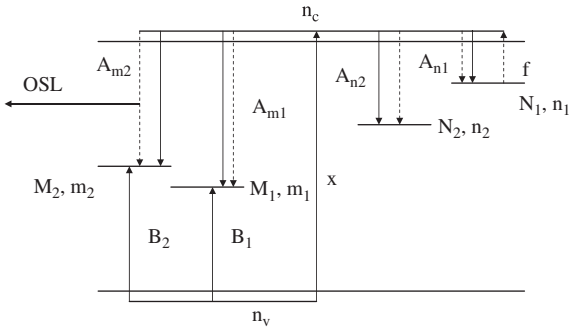 n_c
A_m2
A_m1
A_n2
A_n1
f
OSL
N_1, n_1
N_2, n_2
M_2, m_2
M_1, m_1
x
B_2
B_1
n_v